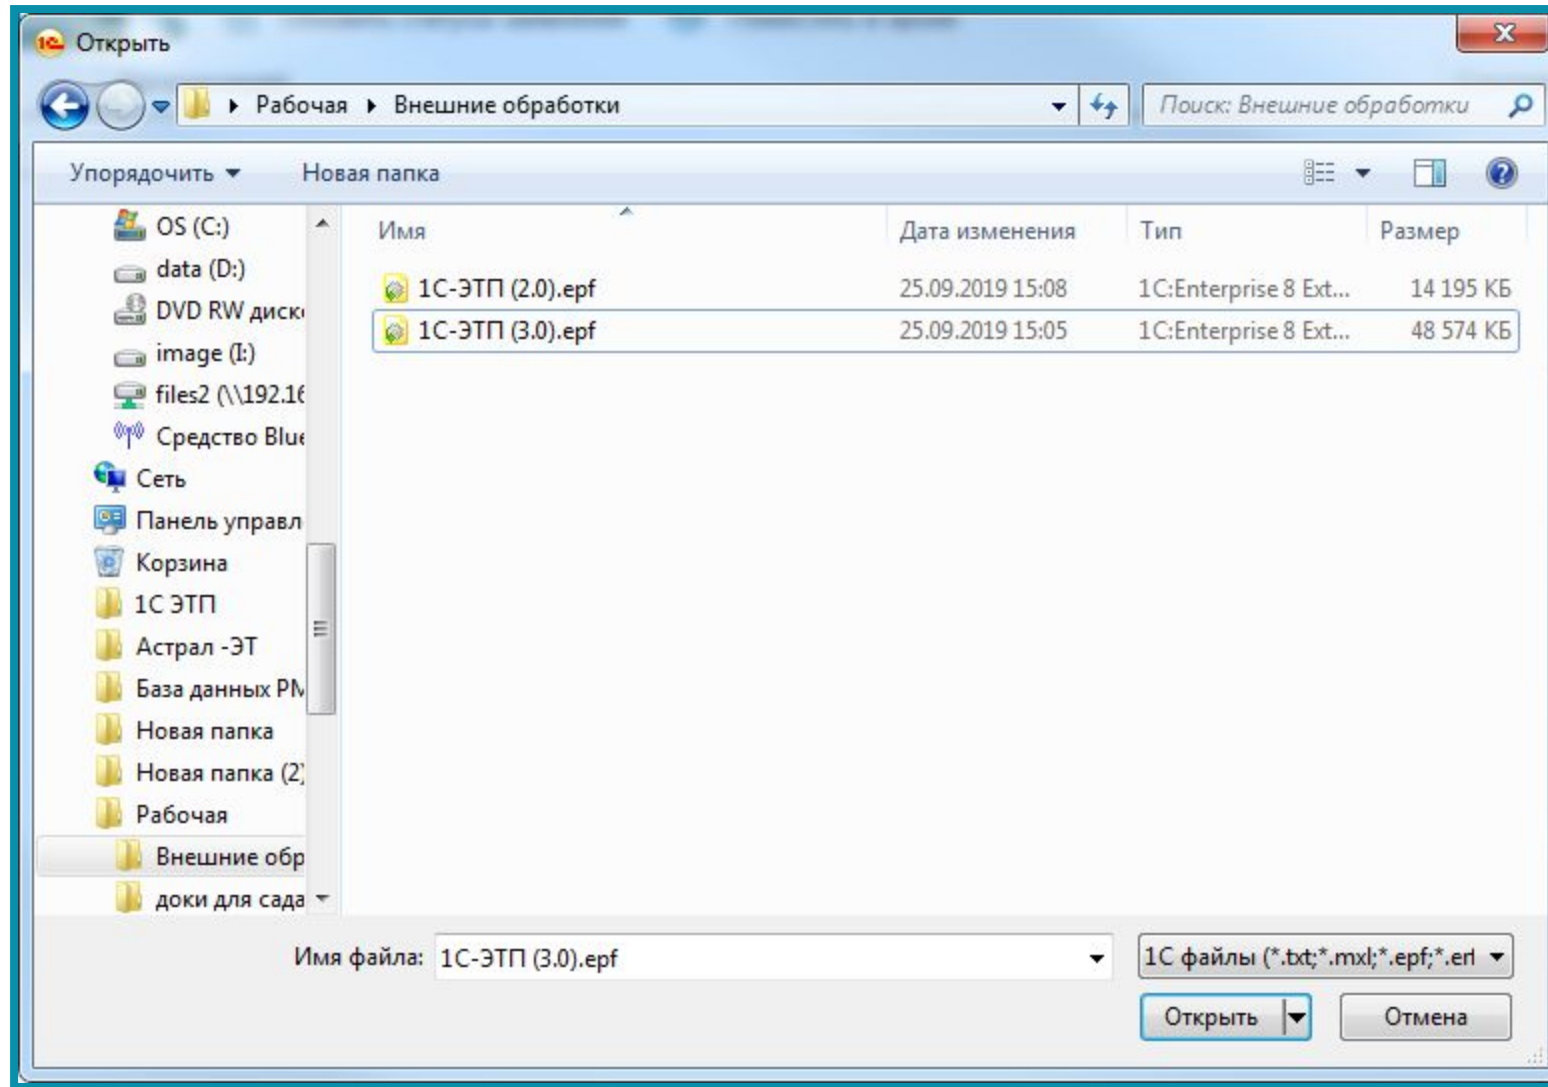 Открыть
Рабочая Внешние обработки
Поиск: Внешние обработки
Упорядочить Новая папка
Имя Дата изменения Тип Размер
1С-ЭТП (2.0).epf 25.09.2019 15:08 1C:Enterprise 8 Ext... 14 195 КБ
1С-ЭТП (3.0).epf 25.09.2019 15:05 1C:Enterprise 8 Ext... 48 574 КБ
OS (C:)
data (D:)
DVD RW диск
image (I:)
files2 (\\192.16
Средство Blue
Сеть
Панель управл
Корзина
1С ЭТП
Астрал -ЭТ
База данных РМ
Новая папка
Новая папка (2)
Рабочая
Внешние обр
доки для сада
Имя файла: 1С-ЭТП (3.0).epf
1С файлы (*.txt;*.mxl;*.epf;*.erf
Открыть Отмена